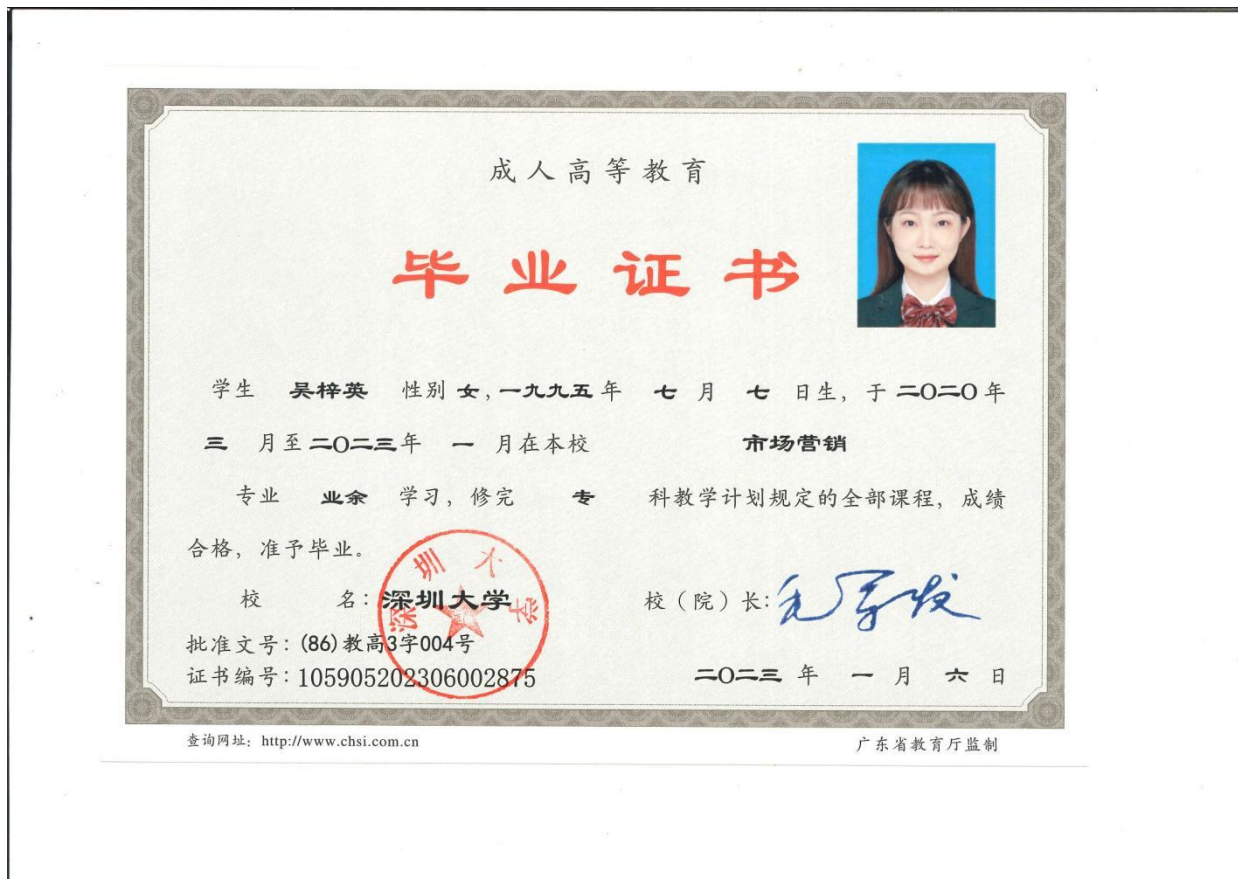 成人高等教育
毕业证书
学生 吴梓英 性别 女,一九九五年 七 月 七 日生,于 二〇二〇年
三 月至 二〇二三年 一 月在本校 市场营销
专业 业余 学习,修完 专 科教学计划规定的全部课程,成绩
合格,准予毕业。
校 名:深圳大学 校(院)长:毛军发
深圳大学
批准文号:(86)教高3字004号
证书编号:105905202306002875 二〇二三 年 一 月 六 日
查询网址:http://www.chsi.com.cn 广东省教育厅监制